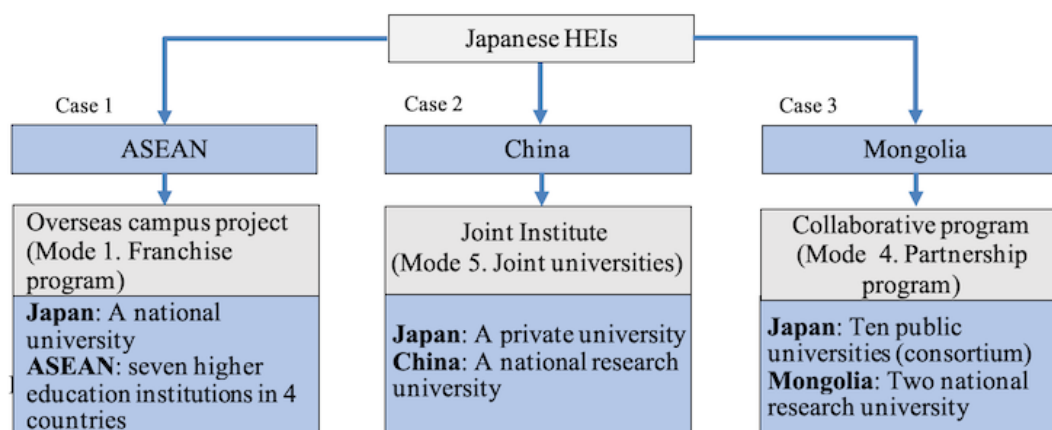 Japanese HEIs
Case 1
Case 2
Case 3
ASEAN
China
Mongolia
Overseas campus project
(Mode 1. Franchise
program)
Joint Institute
(Mode 5. Joint universities)
Collaborative program
(Mode 4. Partnership
program)
Japan: A national
university
ASEAN: seven higher
education institutions in 4
countries
Japan: A private university
China: A national research
university
Japan: Ten public
universities (consortium)
Mongolia: Two national
research university